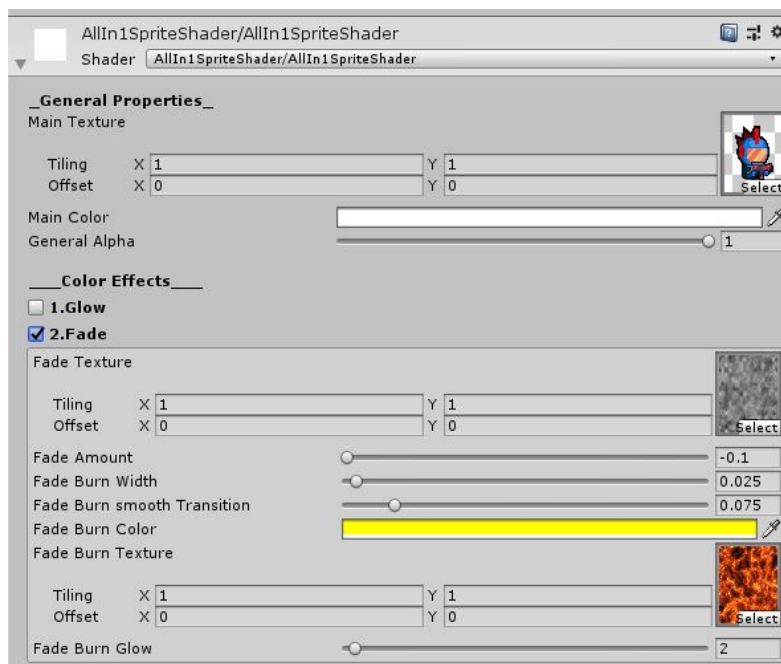 AllIn1SpriteShader/AllIn1SpriteShader
Shader AllIn1SpriteShader/AllIn1SpriteShader
_General Properties_
Main Texture
Tiling X 1 Y 1
Offset X 0 Y 0
Select
Main Color
General Alpha 1
___Color Effects___
1.Glow
2.Fade
Fade Texture
Tiling X 1 Y 1
Offset X 0 Y 0
Select
Fade Amount -0.1
Fade Burn Width 0.025
Fade Burn smooth Transition 0.075
Fade Burn Color
Fade Burn Texture
Tiling X 1 Y 1
Offset X 0 Y 0
Select
Fade Burn Glow 2